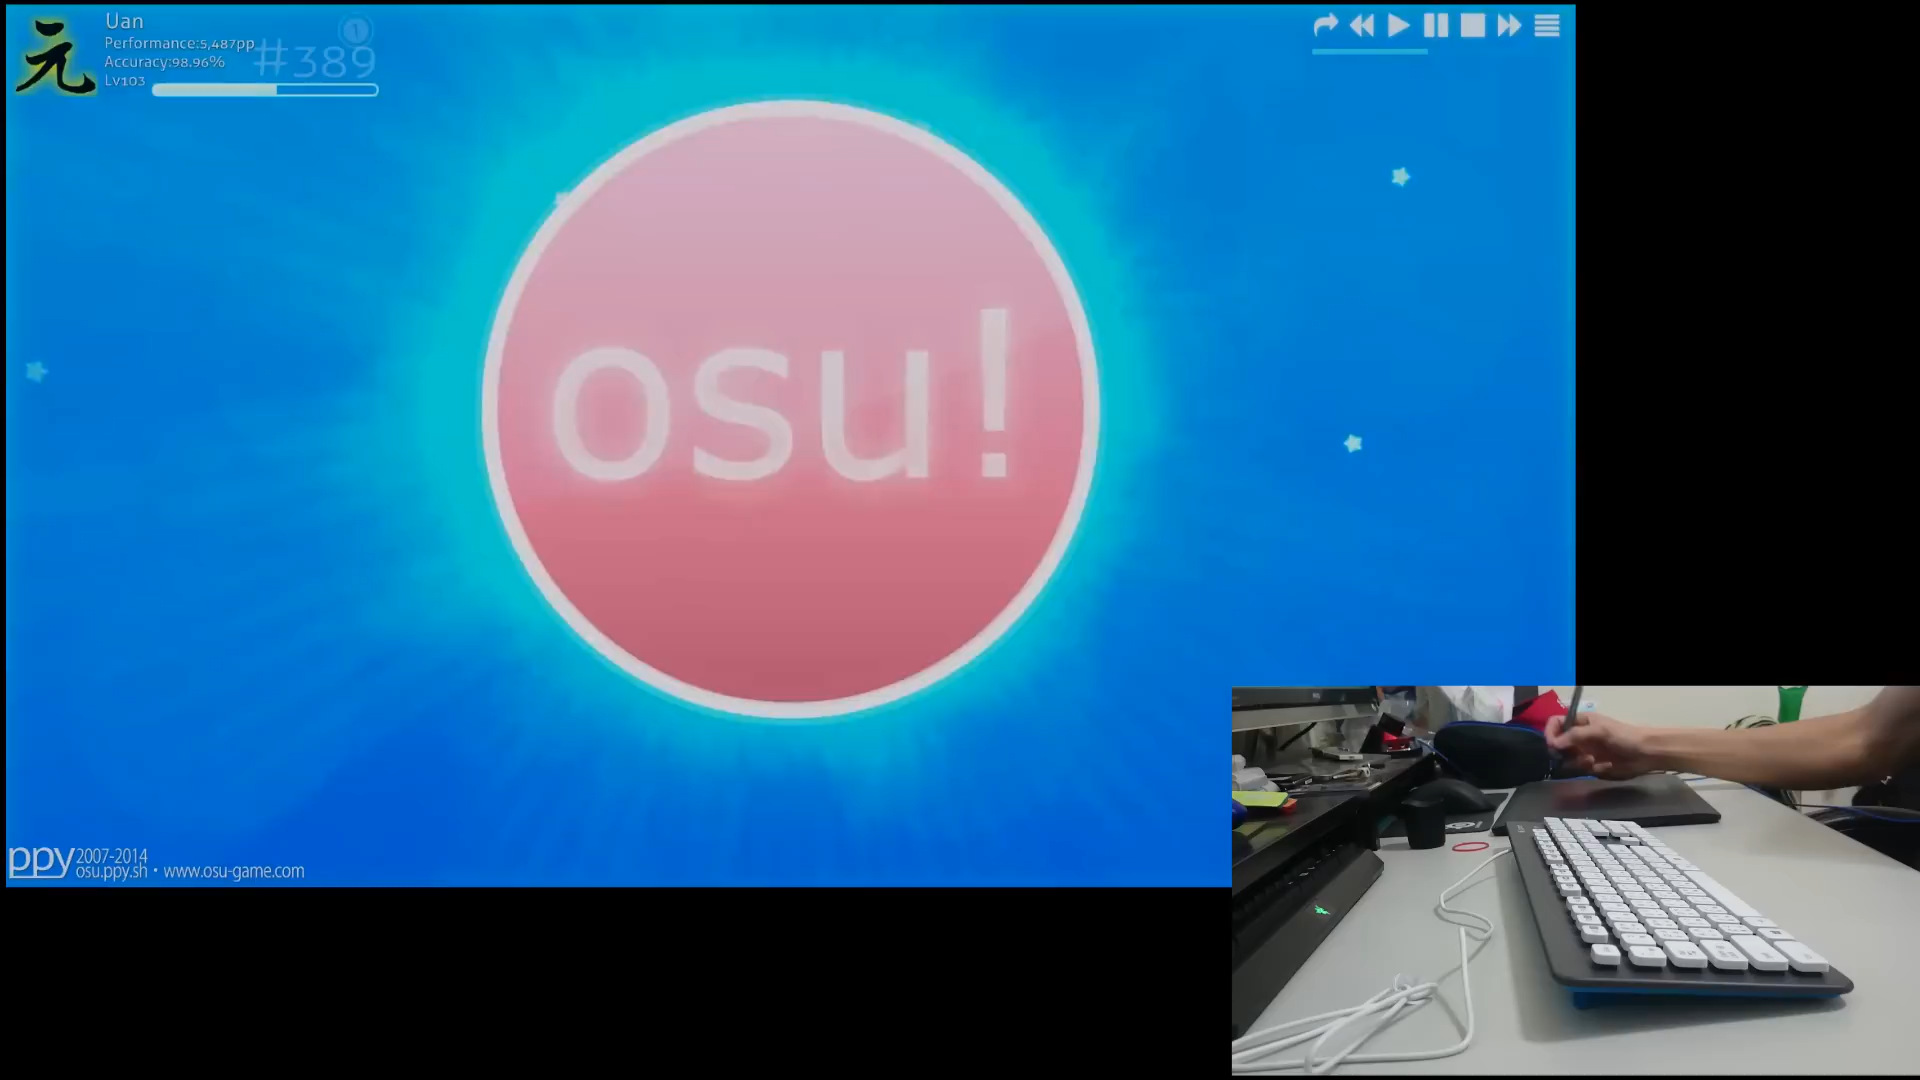 元
Uan
Performance:5,487pp
Accuracy:98.96%
Lv103
#389
1
osu!
ppy 2007-2014
osu.ppy.sh • www.osu-game.com